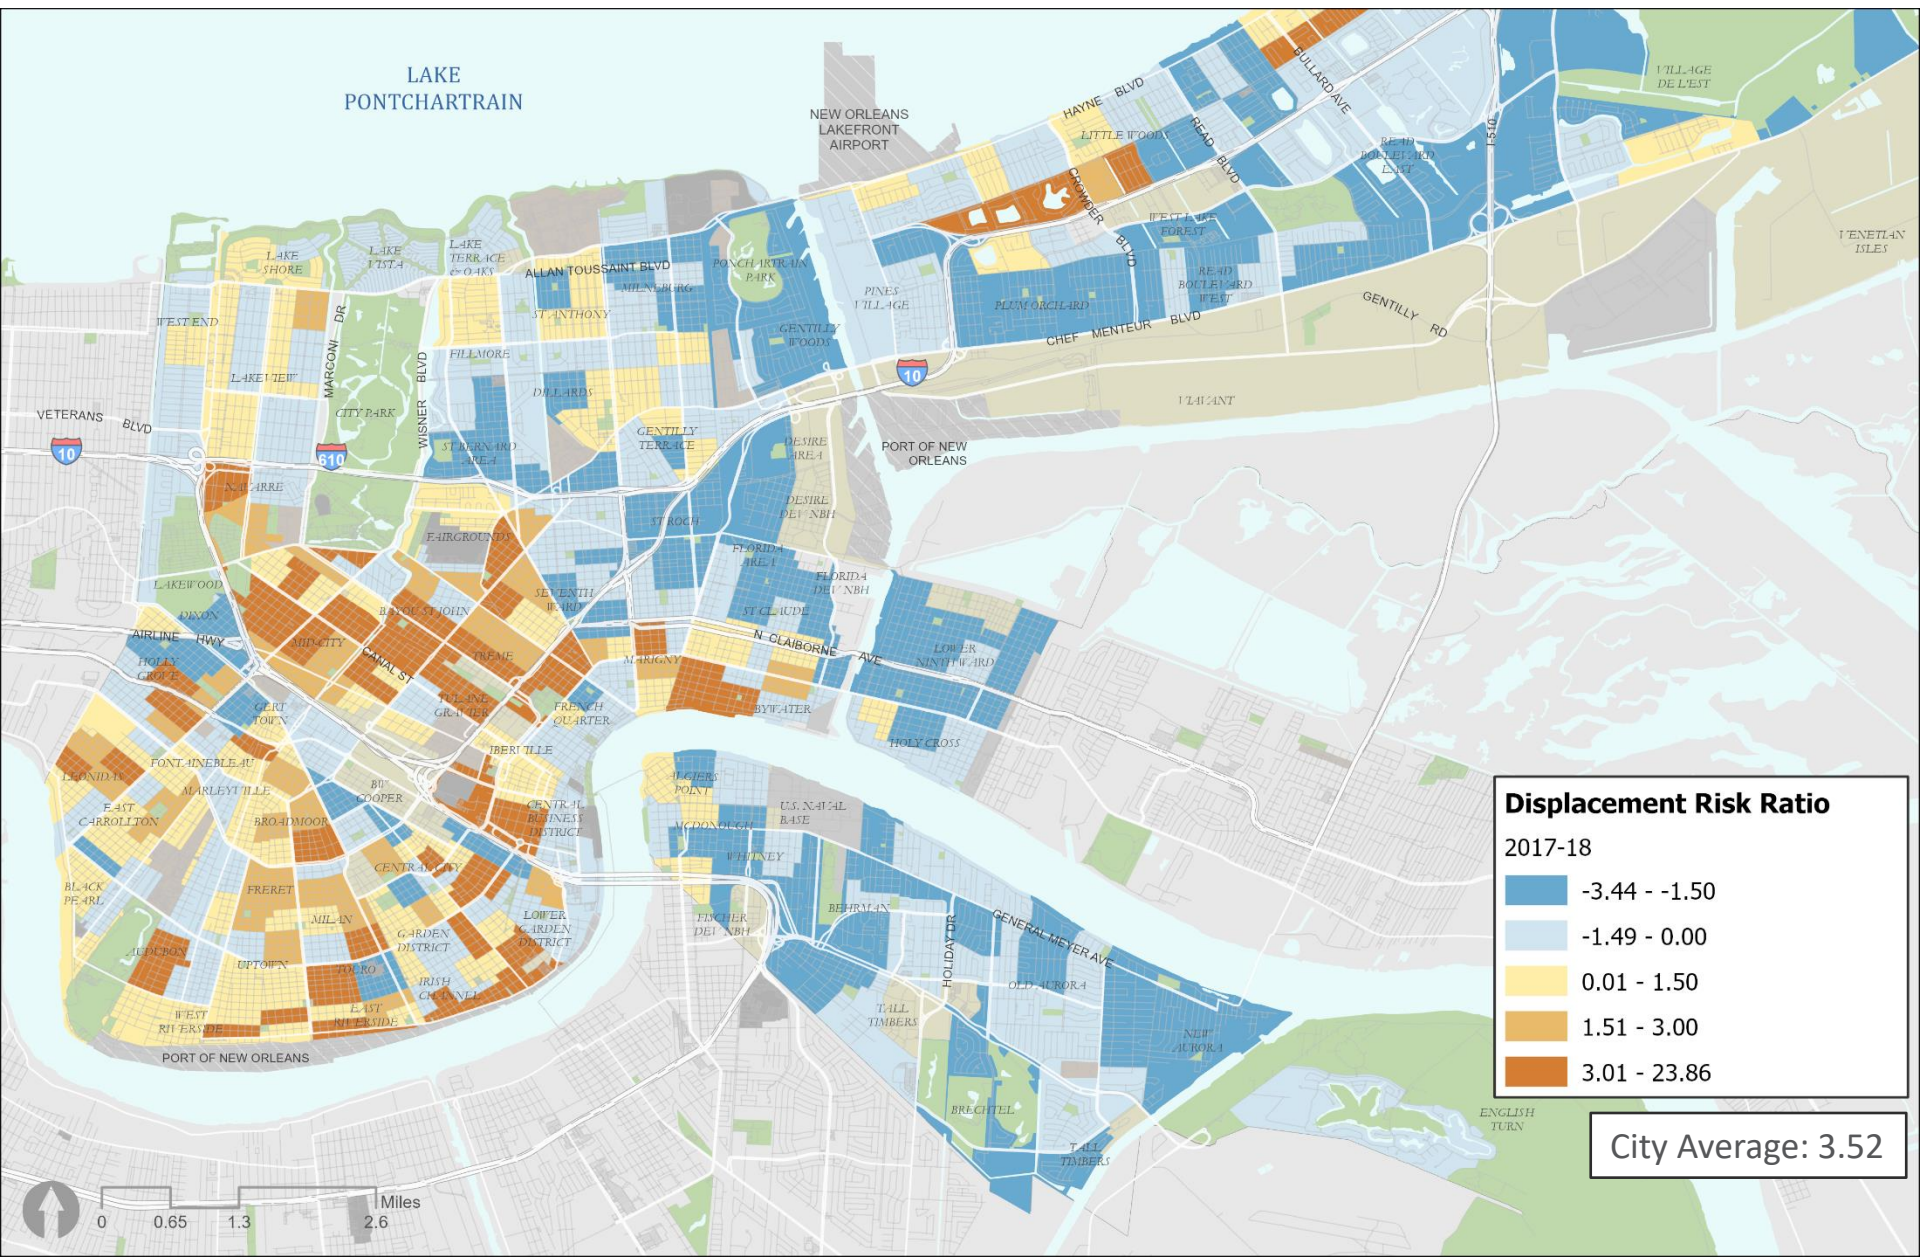 LAKE
PONTCHARTRAIN
NEW ORLEANS
LAKEFRONT
AIRPORT
HAYNE BLVD
LITTLE WOODS
BULLARD AVE
READ BLVD
I-510
VILLAGE
DE L'EST
READ
BOULEVARD
EAST
CROWDER BLVD
WEST LAKE
FOREST
VENETIAN
ISLES
LAKE
SHORE
LAKE
VISTA
LAKE
TERRACE
& OAKS
ALLAN TOUSSAINT BLVD
MILNEBURG
PONCHARTRAIN
PARK
PINES
VILLAGE
PLUM ORCHARD
READ
BOULEVARD
WEST
GENTILLY RD
CHEF MENTEUR BLVD
WEST END
MARCONI DR
ST ANTHONY
GENTILLY
WOODS
FILLMORE
WISNER BLVD
LAKEVIEW
DILLARDS
10
VIAVANT
VETERANS BLVD
CITY PARK
10
610
ST BERNARD
AREA
GENTILLY
TERRACE
DESIRE
AREA
PORT OF NEW
ORLEANS
NAVARRE
DESIRE
DEV NBH
ST ROCH
FAIRGROUNDS
FLORIDA
AREA
FLORIDA
DEV NBH
LAKEWOOD
DIXON
SEVENTH
WARD
BAYOU ST JOHN
ST CLAUDE
AIRLINE HWY
MID-CITY
CANAL ST
TREME
N CLAIBORNE AVE
LOWER
NINTH WARD
HOLLY
GROVE
MARIGNY
GERT
TOWN
TULANE
GRAVIER
FRENCH
QUARTER
BYWATER
HOLY CROSS
IBERVILLE
LEONIDAS
FONTAINEBLEAU
MARLEYVILLE
BW
COOPER
ALGIERS
POINT
EAST
CARROLLTON
BROADMOOR
CENTRAL
BUSINESS
DISTRICT
U.S. NAVAL
BASE
MCDONOUGH
WHITNEY
CENTRAL CITY
BLACK
PEARL
FRERET
MILAN
LOWER
GARDEN
DISTRICT
GARDEN
DISTRICT
FISCHER
DEV NBH
BEHRMAN
HOLIDAY DR
GENERAL MEYER AVE
AUDUBON
UPTOWN
TOURO
IRISH
CHANNEL
OLD AURORA
WEST
RIVERSIDE
EAST
RIVERSIDE
TALL
TIMBERS
NEW
AURORA
PORT OF NEW ORLEANS
BRECHTEL
TALL
TIMBERS
ENGLISH
TURN
Displacement Risk Ratio
2017-18
-3.44 - -1.50
-1.49 - 0.00
0.01 - 1.50
1.51 - 3.00
3.01 - 23.86
City Average: 3.52
Miles
0 0.65 1.3 2.6